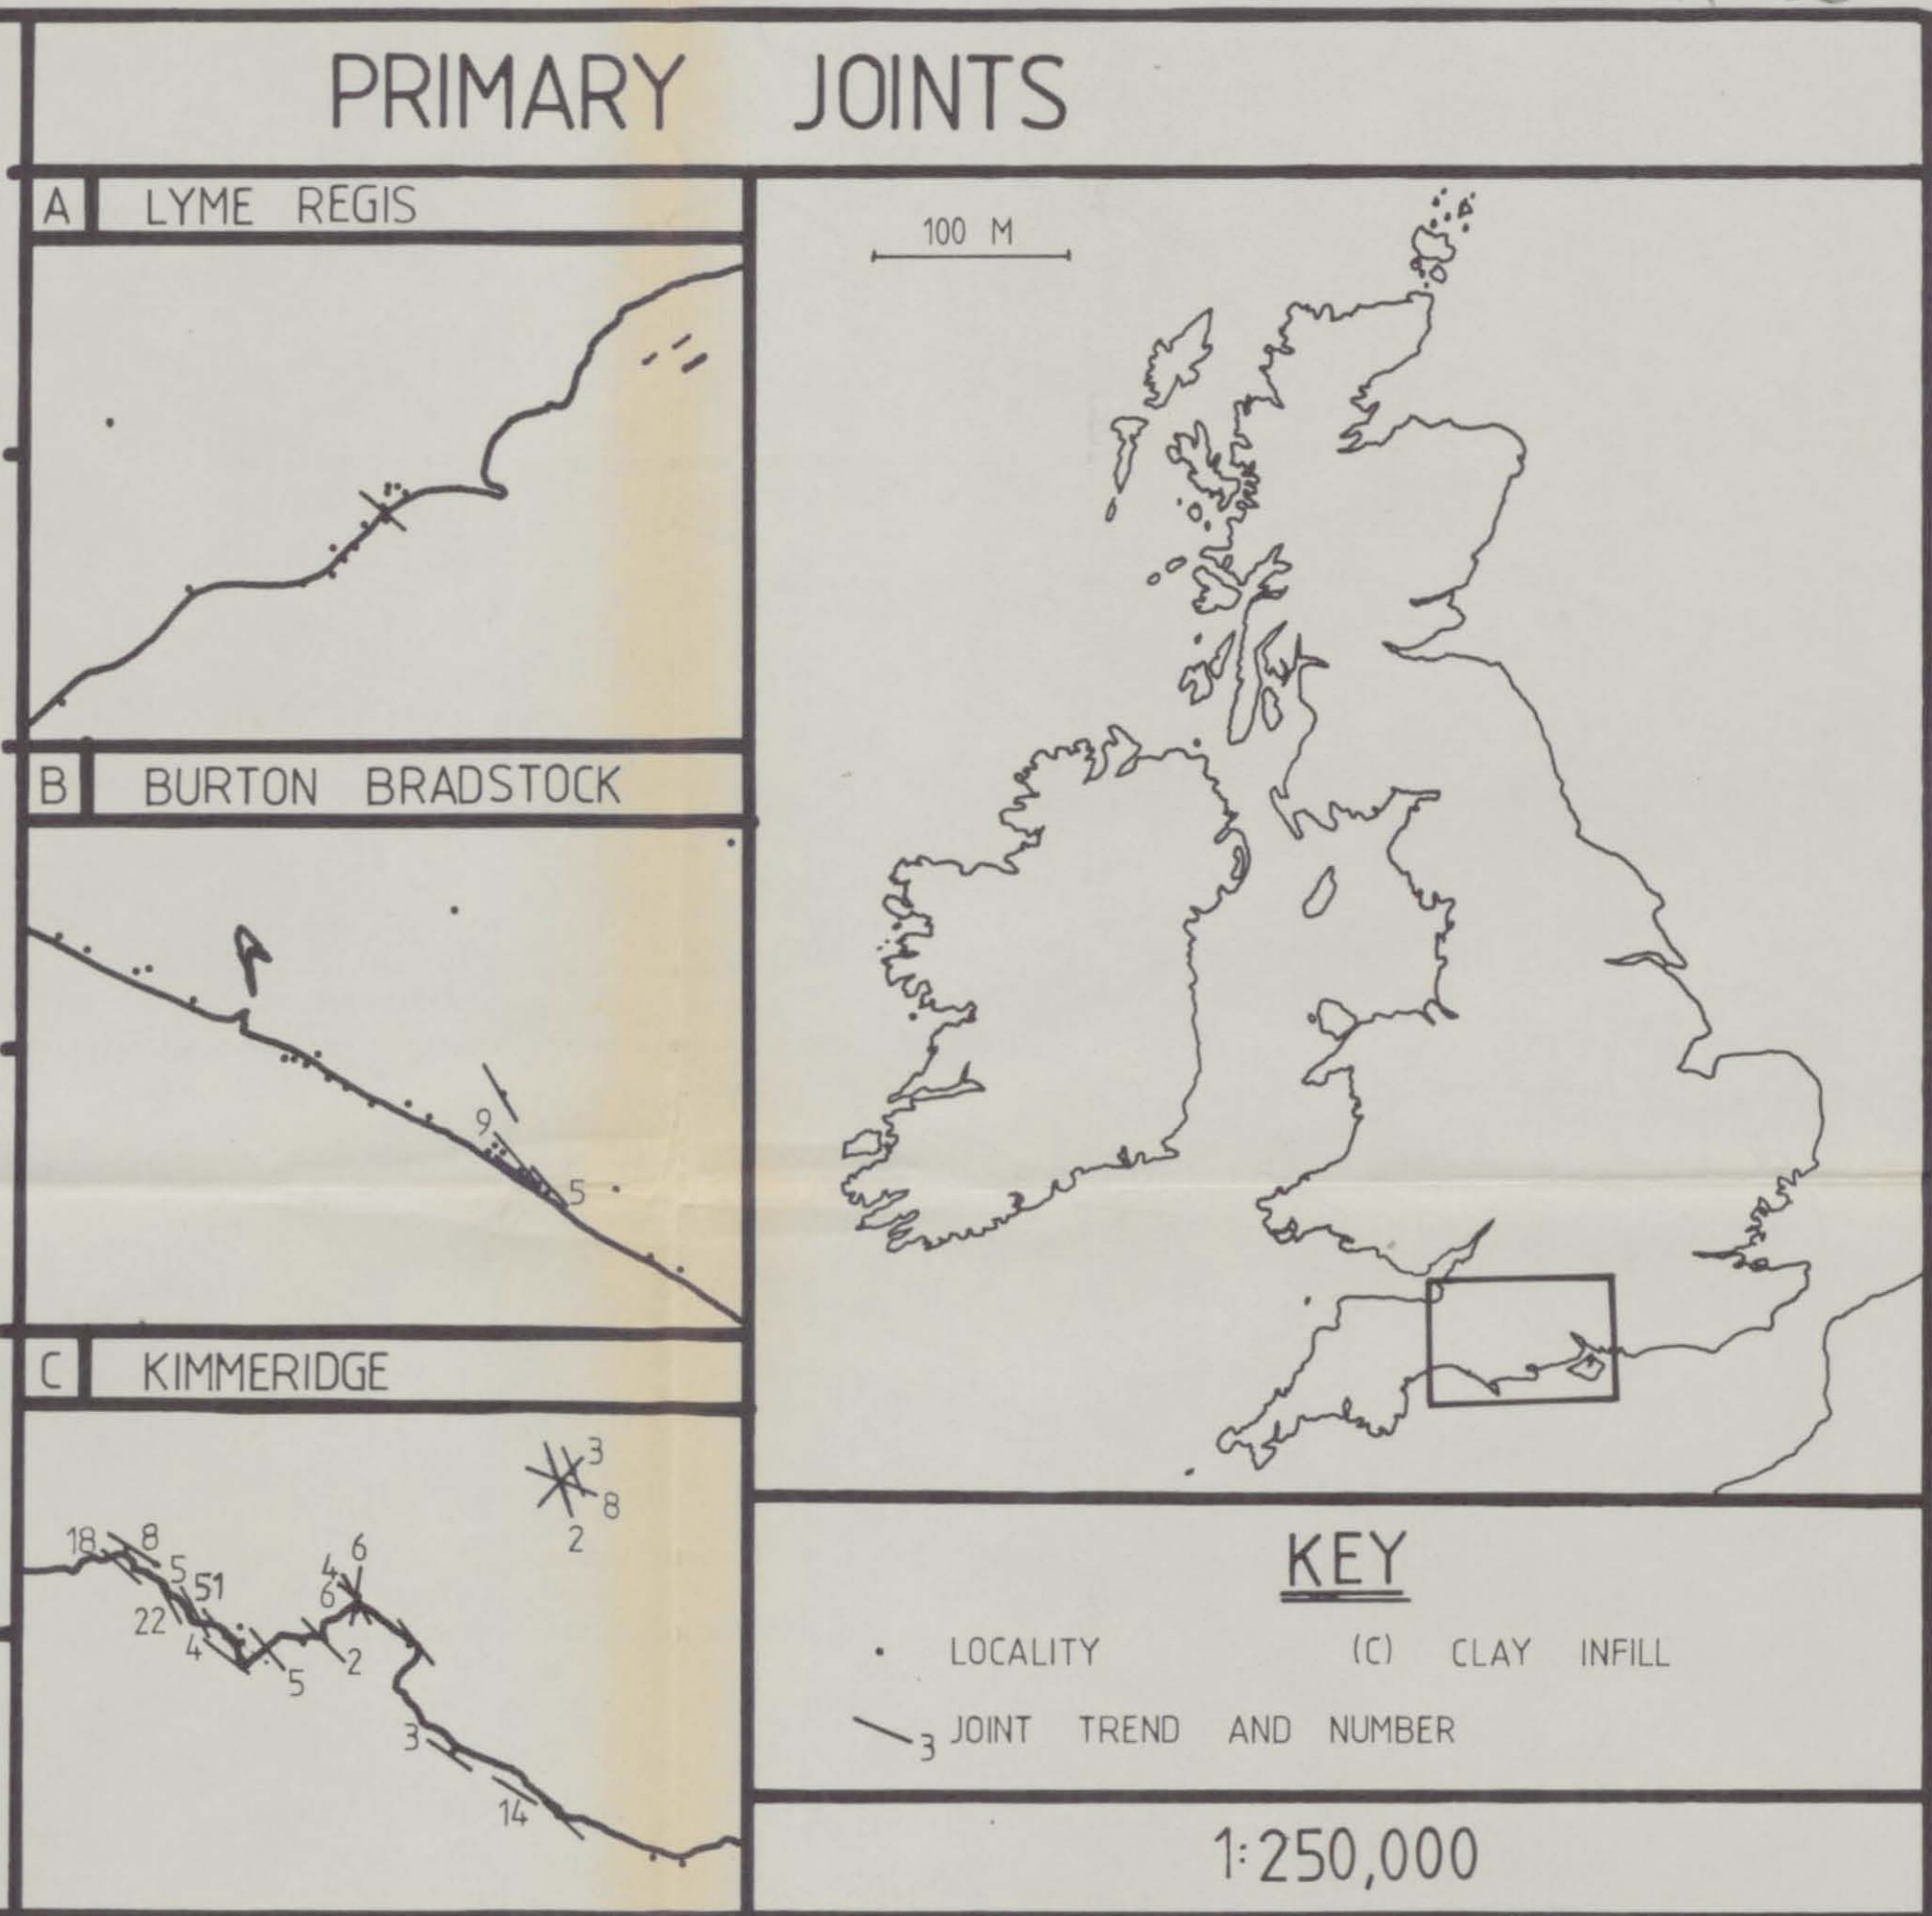 PRIMARY JOINTS
A LYME REGIS
100 M
B BURTON BRADSTOCK
9
5
C KIMMERIDGE
3
8
2
18
8
5
51
22
4
5
4
6
6
2
3
14
KEY
LOCALITY (C) CLAY INFILL
3 JOINT TREND AND NUMBER
1:250,000